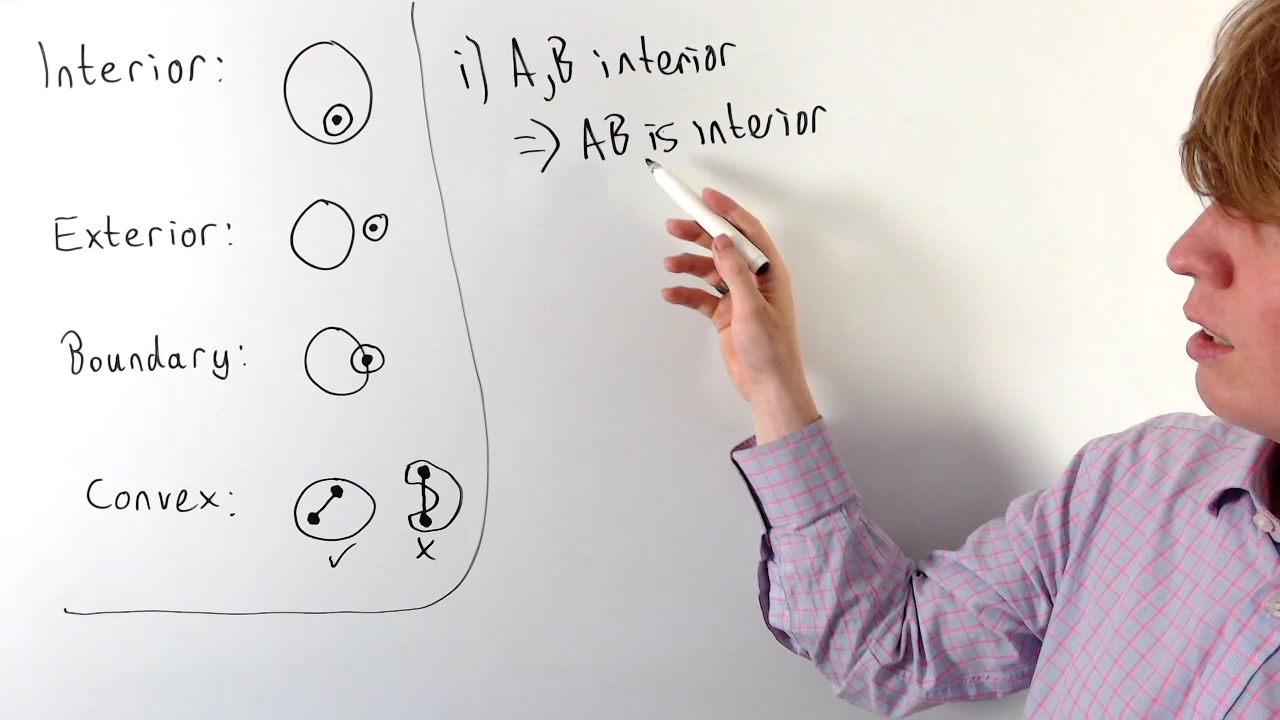 Interior:
Exterior:
Boundary:
Convex:
✓ x
i) A,B interior
=> AB is interior